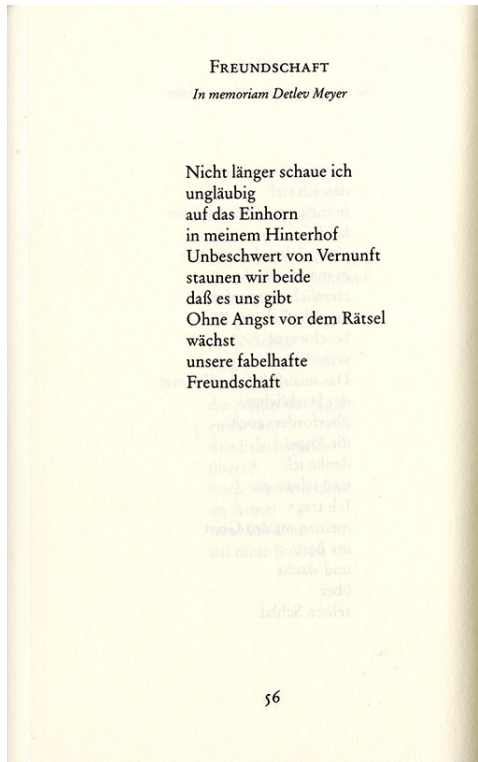 FREUNDSCHAFT
In memoriam Detlev Meyer
Nicht länger schaue ich
ungläubig
auf das Einhorn
in meinem Hinterhof
Unbeschwert von Vernunft
staunen wir beide
daß es uns gibt
Ohne Angst vor dem Rätsel
wächst
unsere fabelhafte
Freundschaft
56